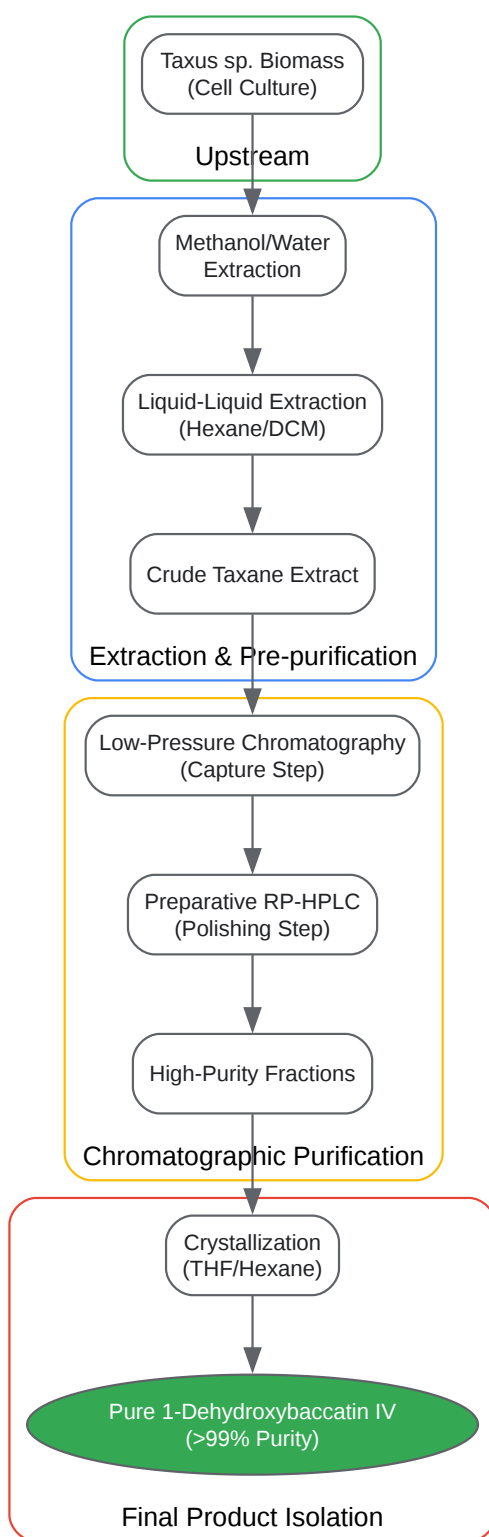 Taxus sp. Biomass
(Cell Culture)
Upstream
Methanol/Water
Extraction
Liquid-Liquid Extraction
(Hexane/DCM)
Crude Taxane Extract
Extraction & Pre-purification
Low-Pressure Chromatography
(Capture Step)
Preparative RP-HPLC
(Polishing Step)
High-Purity Fractions
Chromatographic Purification
Crystallization
(THF/Hexane)
Pure 1-Dehydroxybaccatin IV
(>99% Purity)
Final Product Isolation